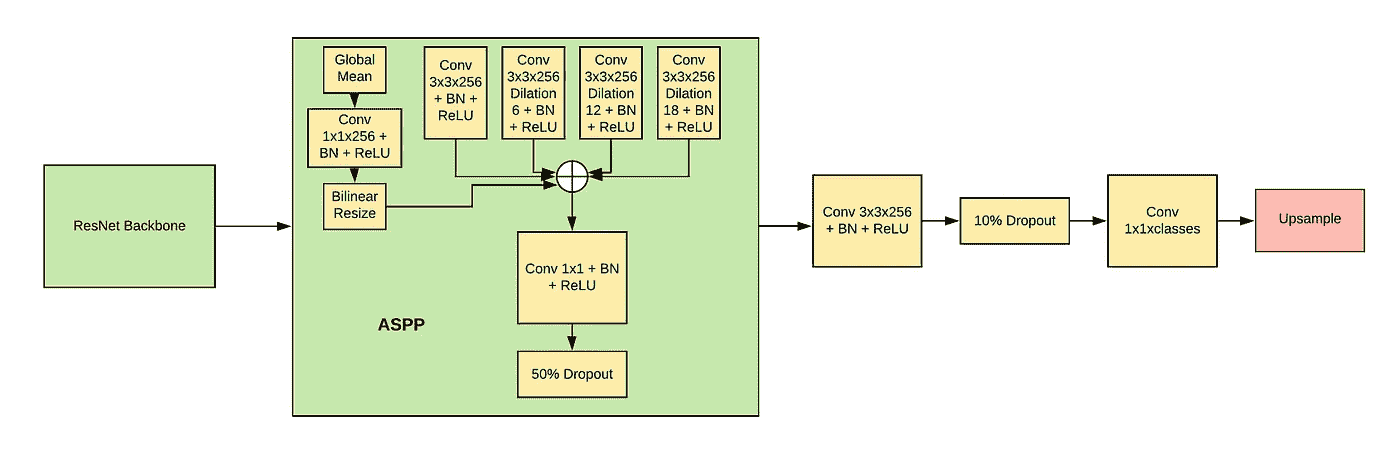 ResNet Backbone
Global
Mean
Conv
1x1x256 +
BN + ReLU
Bilinear
Resize
Conv
3x3x256
+ BN +
ReLU
Conv
3x3x256
Dilation
6 + BN
+ ReLU
Conv
3x3x256
Dilation
12 + BN
+ ReLU
Conv
3x3x256
Dilation
18 + BN
+ ReLU
Conv 1x1 + BN
+ ReLU
50% Dropout
ASPP
Conv 3x3x256
+ BN + ReLU
10% Dropout
Conv
1x1xclasses
Upsample